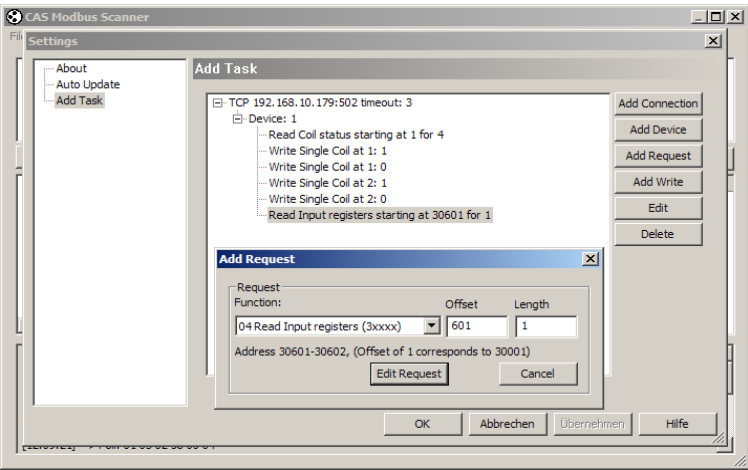 CAS Modbus Scanner
Settings
About
Auto Update
Add Task
Add Task
TCP 192.168.10.179:502 timeout: 3
Device: 1
Read Coil status starting at 1 for 4
Write Single Coil at 1: 1
Write Single Coil at 1: 0
Write Single Coil at 2: 1
Write Single Coil at 2: 0
Read Input registers starting at 30601 for 1
Add Connection
Add Device
Add Request
Add Write
Edit
Delete
Add Request
Request
Function:
Offset
Length
04 Read Input registers (3xxxx)
601
1
Address 30601-30602, (Offset of 1 corresponds to 30001)
Edit Request
Cancel
OK
Abbrechen
Übernehmen
Hilfe